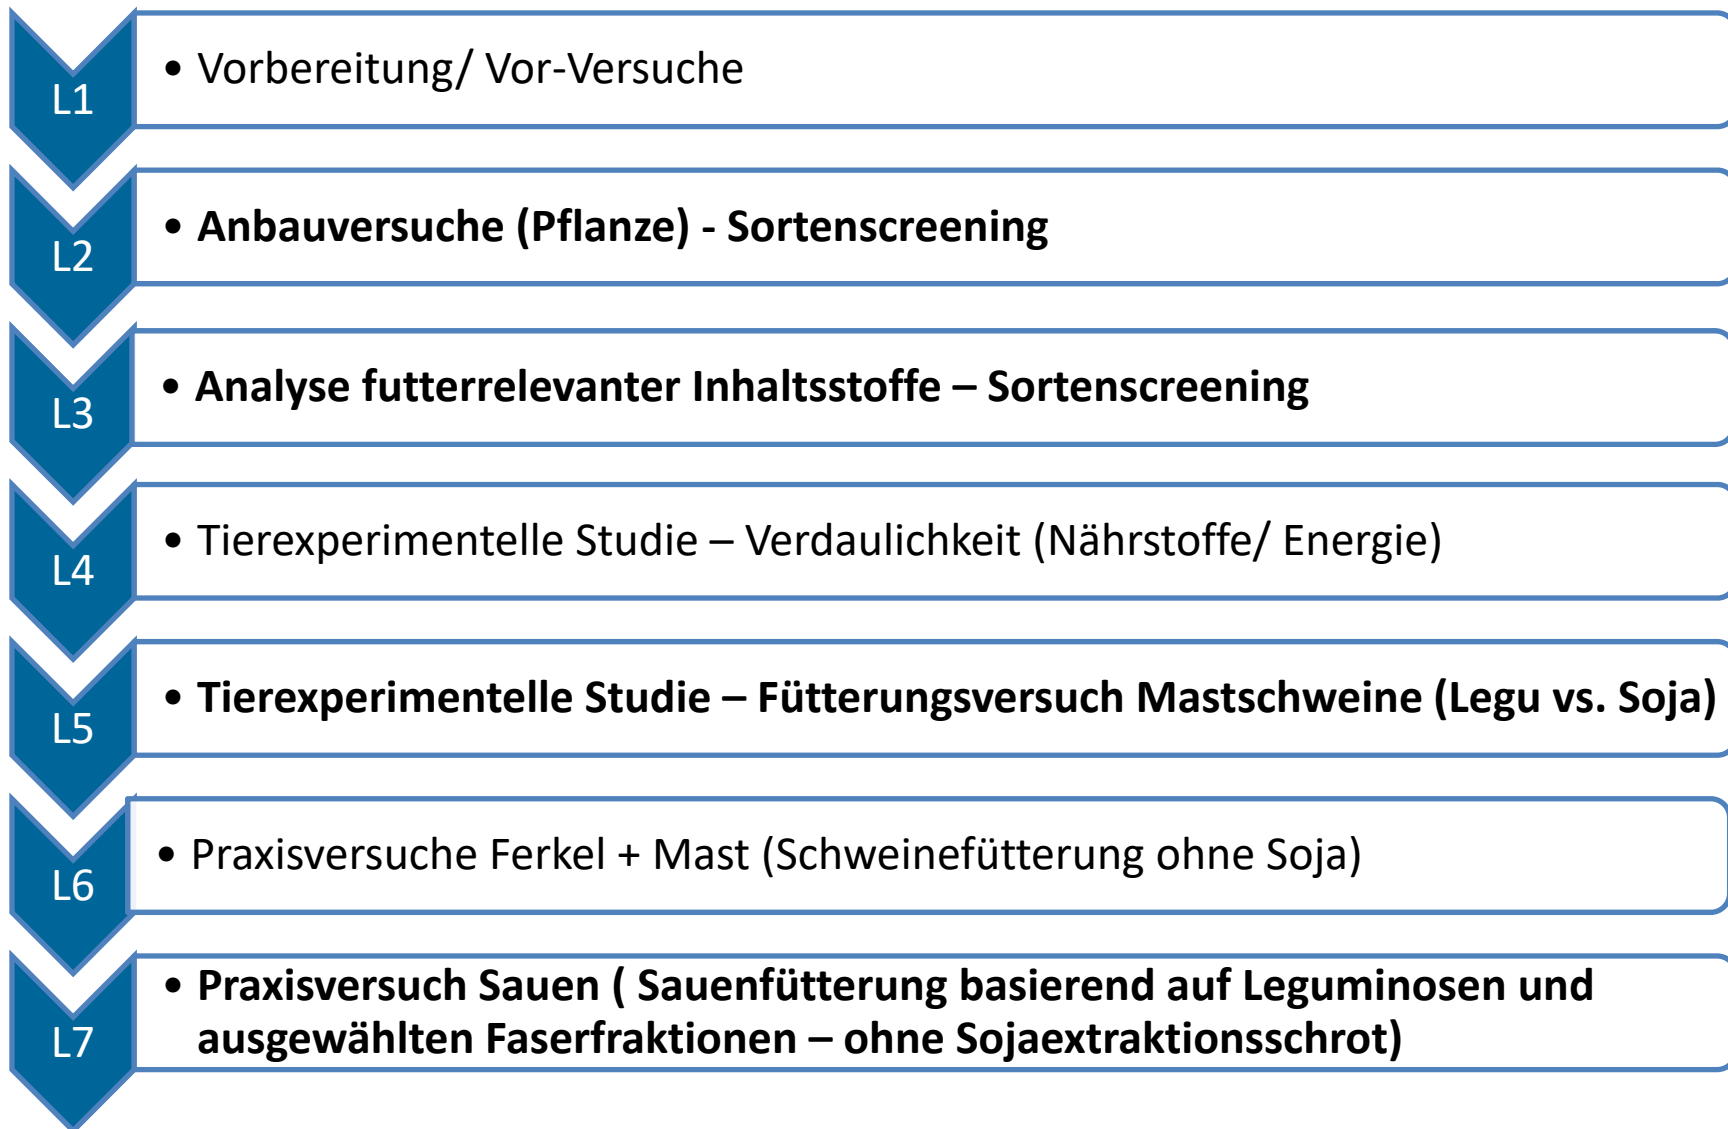 L1
• Vorbereitung/ Vor-Versuche
L2
• Anbauversuche (Pflanze) - Sortenscreening
L3
• Analyse futterrelevanter Inhaltsstoffe – Sortenscreening
L4
• Tierexperimentelle Studie – Verdaulichkeit (Nährstoffe/ Energie)
L5
• Tierexperimentelle Studie – Fütterungsversuch Mastschweine (Legu vs. Soja)
L6
• Praxisversuche Ferkel + Mast (Schweinefütterung ohne Soja)
L7
• Praxisversuch Sauen ( Sauenfütterung basierend auf Leguminosen und
ausgewählten Faserfraktionen – ohne Sojaextraktionsschrot)